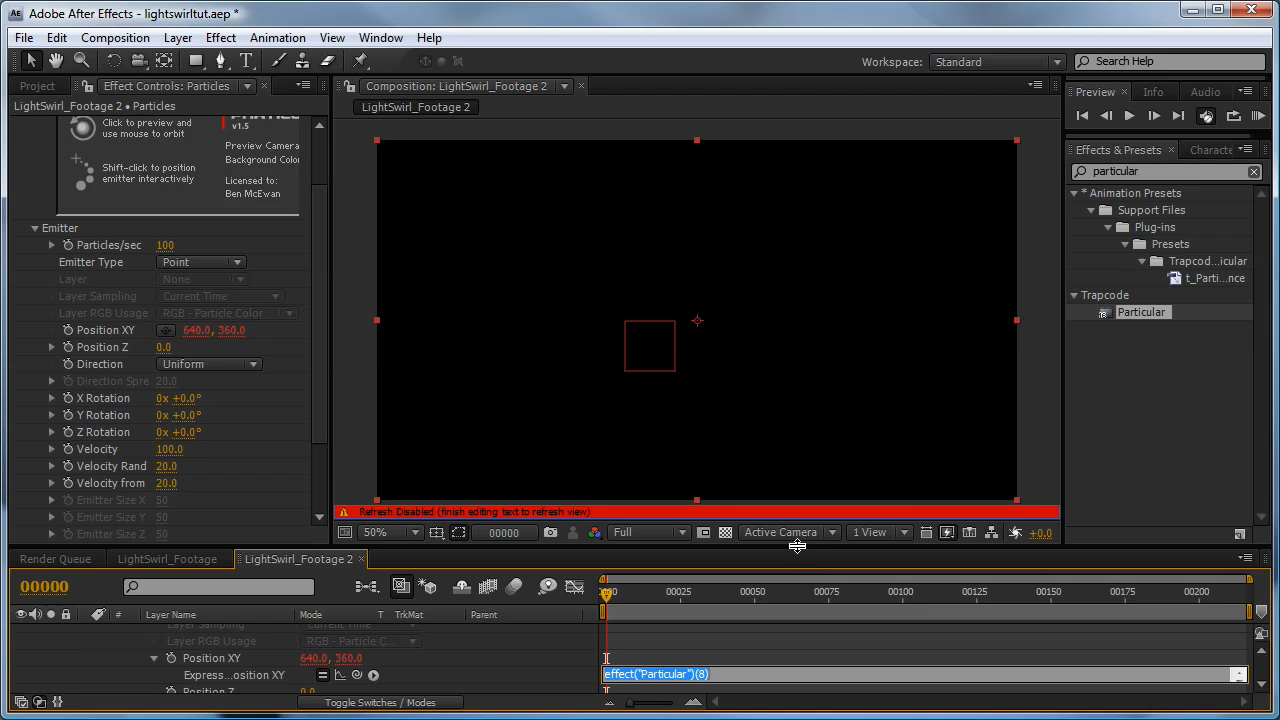 Adobe After Effects - lightswirltut.aep *
File Edit Composition Layer Effect Animation View Window Help
Workspace: Standard Search Help
Project Effect Controls: Particles
LightSwirl_Footage 2 • Particles
Click to preview and
use mouse to orbit
v1.5
Preview Camera
Background Color
Shift-click to position
emitter interactively
Licensed to:
Ben McEwan
Emitter
Particles/sec 100
Emitter Type Point
Layer None
Layer Sampling Current Time
Layer RGB Usage RGB - Particle Color
Position XY 640.0, 360.0
Position Z 0.0
Direction Uniform
Direction Spre 20.0
X Rotation 0x +0.0°
Y Rotation 0x +0.0°
Z Rotation 0x +0.0°
Velocity 100.0
Velocity Rand 20.0
Velocity from 20.0
Emitter Size X 50
Emitter Size Y 50
Emitter Size Z 50
Composition: LightSwirl_Footage 2
LightSwirl_Footage 2
Refresh Disabled (finish editing text to refresh view)
50% 00000 Full Active Camera 1 View +0.0
Preview Info Audio
Effects & Presets Characte
particular
* Animation Presets
Support Files
Plug-ins
Presets
Trapcod...icular
t_Parti...nce
Trapcode
Particular
Render Queue LightSwirl_Footage LightSwirl_Footage 2
00000
# Layer Name Mode T TrkMat Parent
00025 00050 00075 00100 00125 00150 00175 00200
Layer Sampling Current Time
Layer RGB Usage RGB - Particle C...
Position XY 640.0, 360.0
Express...osition XY effect("Particular")(8)
Position Z 0.0
Toggle Switches / Modes